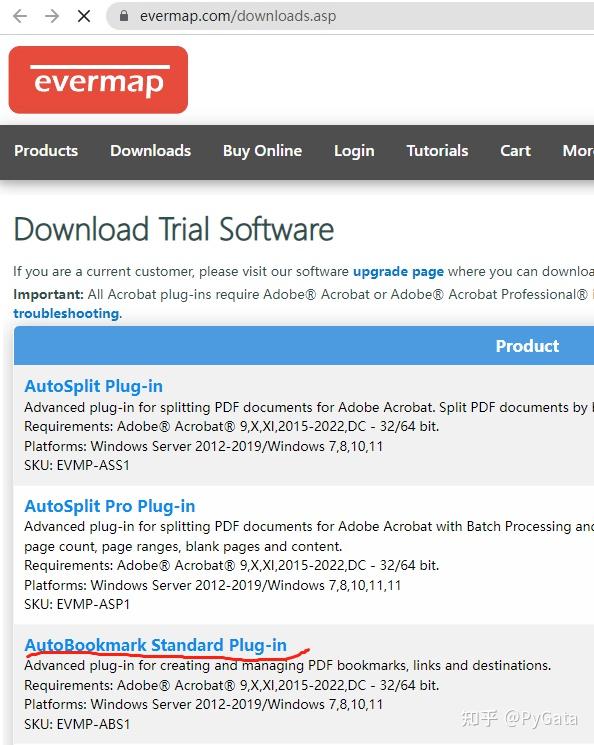 evermap.com/downloads.asp
evermap
Products Downloads Buy Online Login Tutorials Cart Mor
Download Trial Software
If you are a current customer, please visit our software upgrade page where you can downloa
Important: All Acrobat plug-ins require Adobe® Acrobat or Adobe® Acrobat Professional®
troubleshooting.
Product
AutoSplit Plug-in
Advanced plug-in for splitting PDF documents for Adobe Acrobat. Split PDF documents by
Requirements: Adobe® Acrobat® 9,X,XI,2015-2022,DC - 32/64 bit.
Platforms: Windows Server 2012-2019/Windows 7,8,10,11
SKU: EVMP-ASS1
AutoSplit Pro Plug-in
Advanced plug-in for splitting PDF documents for Adobe Acrobat with Batch Processing and
page count, page ranges, blank pages and content.
Requirements: Adobe® Acrobat® 9,X,XI,2015-2022,DC - 32/64 bit.
Platforms: Windows Server 2012-2019/Windows 7,8,10,11,11
SKU: EVMP-ASP1
AutoBookmark Standard Plug-in
Advanced plug-in for creating and managing PDF bookmarks, links and destinations.
Requirements: Adobe® Acrobat® 9,X,XI,2015-2022,DC - 32/64 bit.
Platforms: Windows Server 2012-2019/Windows 7,8,10,11
SKU: EVMP-ABS1
知乎 @PyGata